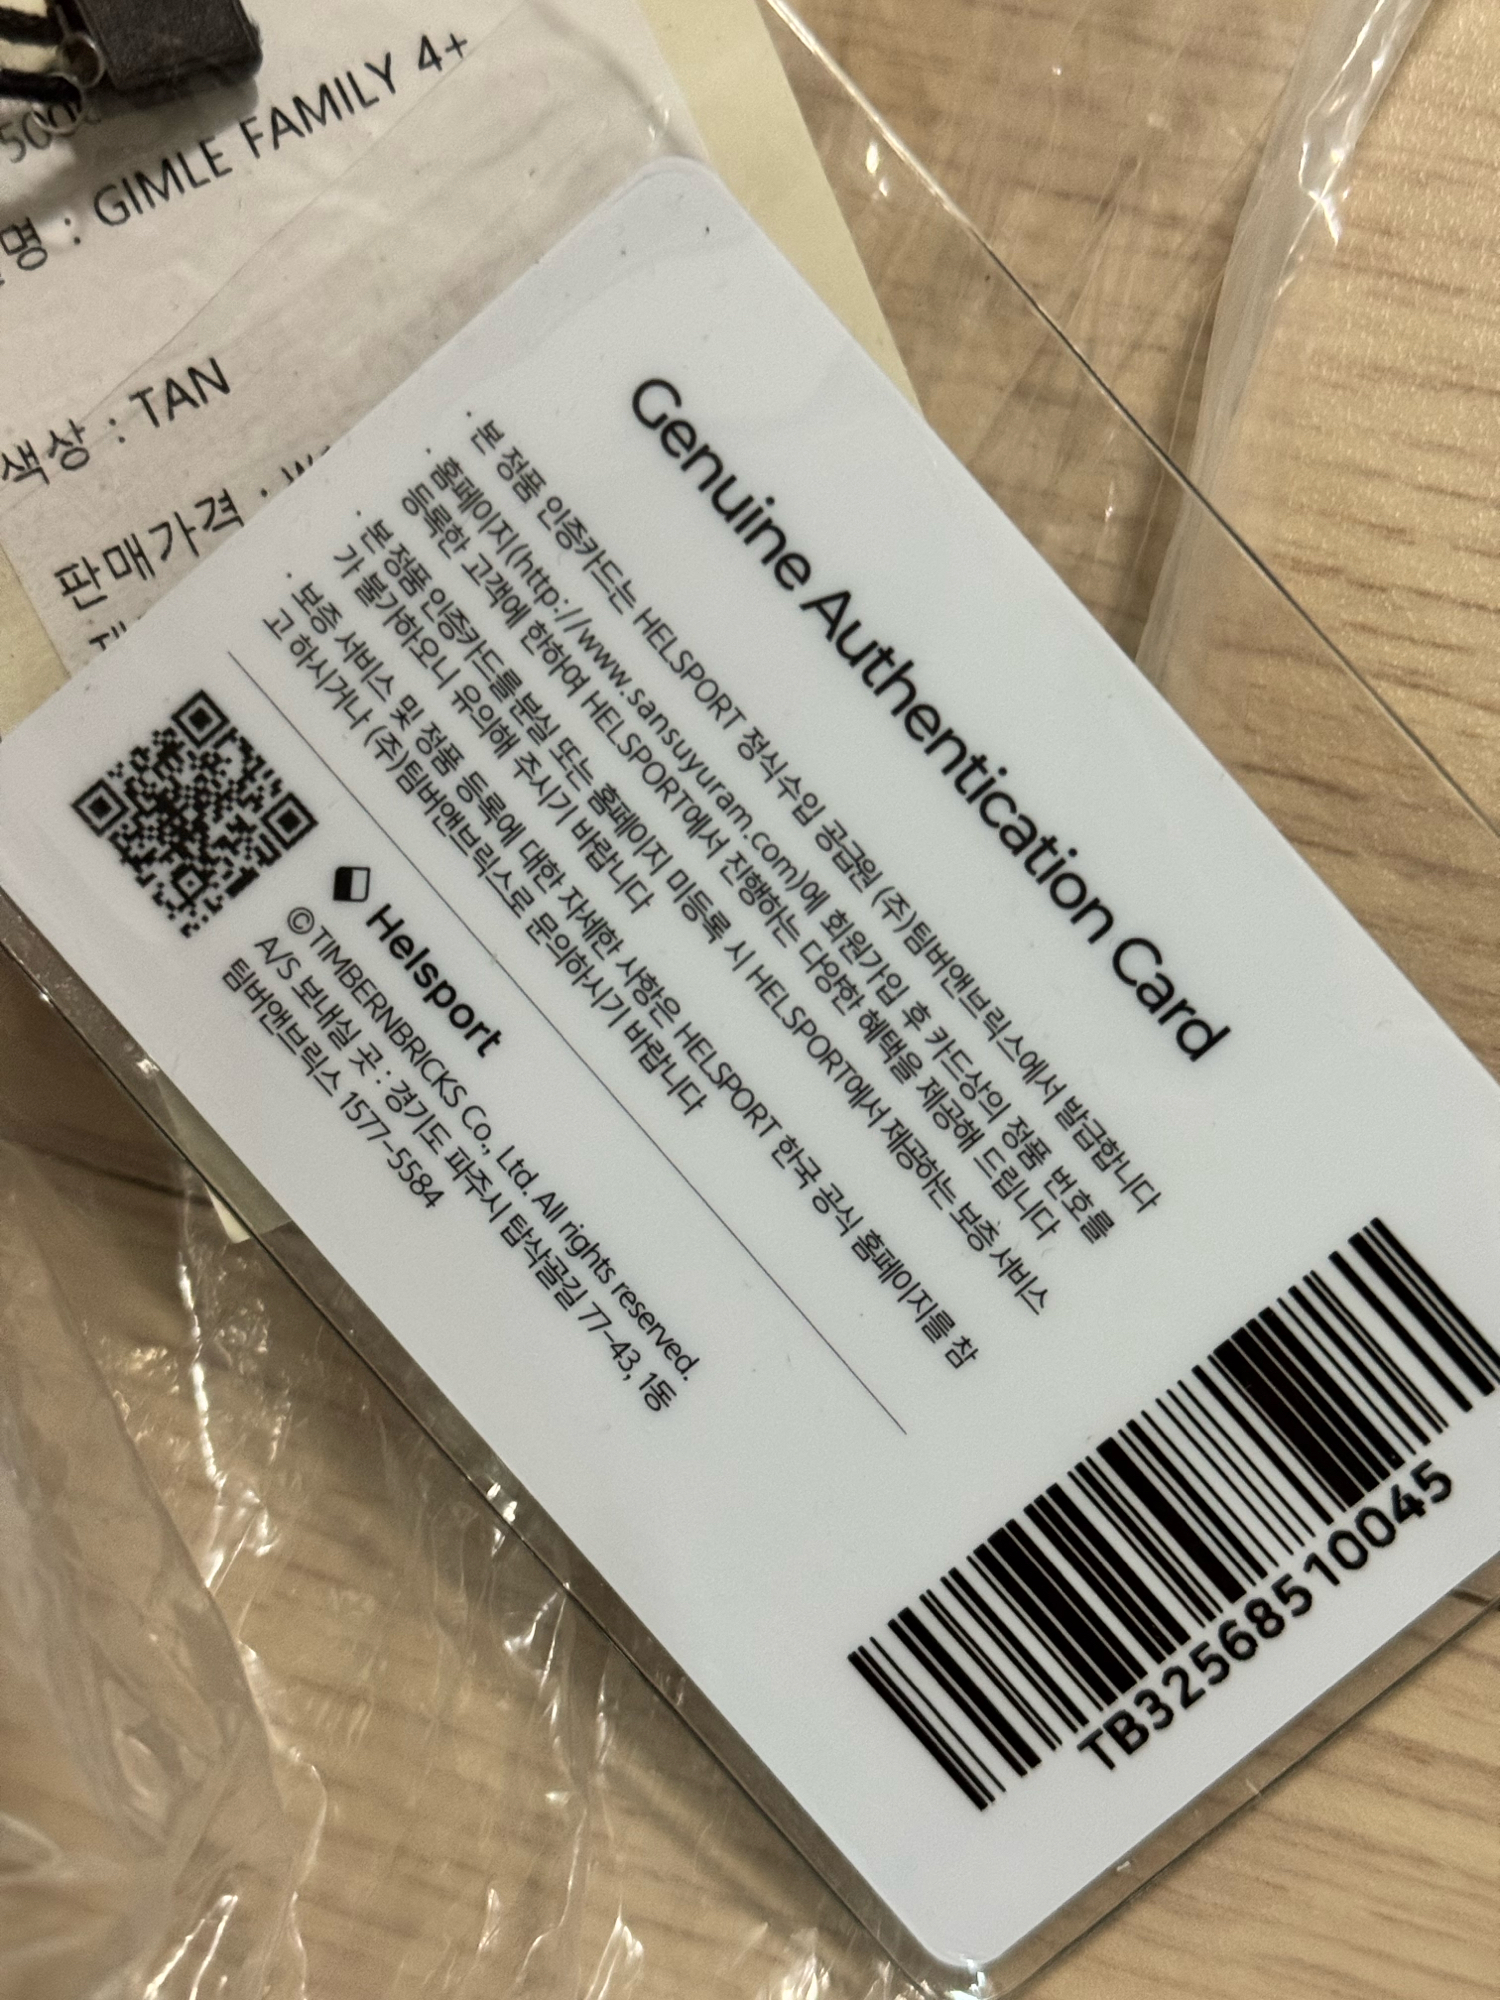 GIMLE FAMILY 4+
색상 : TAN
판매가격 :
Genuine Authentication Card
· 본 정품 인증카드는 HELSPORT 정식수입 공급원 (주)팀버앤브릭스에서 발급합니다
· 홈페이지(http://www.sansuyuram.com)에 회원가입 후 카드상의 정품 번호를
등록한 고객에 한하여 HELSPORT에서 진행하는 다양한 혜택을 제공해 드립니다
· 본 정품 인증카드를 분실 또는 홈페이지 미등록 시 HELSPORT에서 제공하는 보증 서비스
가 불가하오니 유의해 주시기 바랍니다
· 보증 서비스 및 정품 등록에 대한 자세한 사항은 HELSPORT 한국 공식 홈페이지를 참
고 하시거나 (주)팀버앤브릭스로 문의하시기 바랍니다
Helsport
©TIMBERNBRICKS Co., Ltd. All rights reserved.
A/S 보내실 곳 : 경기도 파주시 탑삭골길 77-43, 1동
팀버앤브릭스 1577-5584
TB32568510045